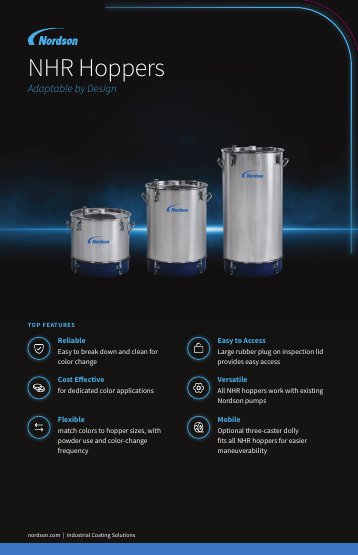 Nordson
NHR Hoppers
Adaptable by Design
Nordson
Nordson
Nordson
TOP FEATURES
Reliable
Easy to break down and clean for
color change
Cost Effective
for dedicated color applications
Flexible
match colors to hopper sizes, with
powder use and color-change
frequency
Easy to Access
Large rubber plug on inspection lid
provides easy access
Versatile
All NHR hoppers work with existing
Nordson pumps
Mobile
Optional three-caster dolly
fits all NHR hoppers for easier
maneuverability
nordson.com | Industrial Coating Solutions